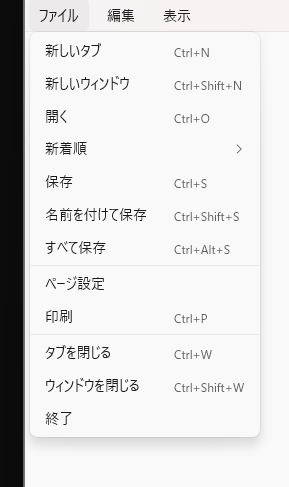 ファイル 編集 表示
新しいタブ Ctrl+N
新しいウィンドウ Ctrl+Shift+N
開く Ctrl+O
新着順
保存 Ctrl+S
名前を付けて保存 Ctrl+Shift+S
すべて保存 Ctrl+Alt+S
ページ設定
印刷 Ctrl+P
タブを閉じる Ctrl+W
ウィンドウを閉じる Ctrl+Shift+W
終了